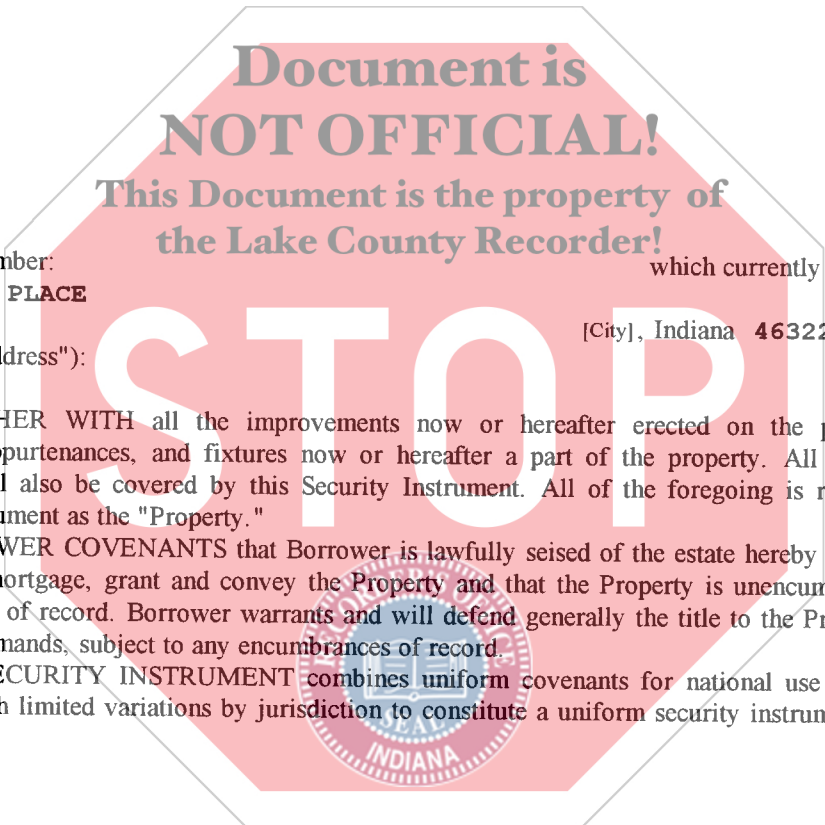 Document is
NOT OFFICIAL!
This Document is the property of
the Lake County Recorder!
mber:
which currently
PLACE
[City], Indiana 46322
ddress"):
STOP
HER WITH all the improvements now or hereafter erected on the p
ppurtenances, and fixtures now or hereafter a part of the property. All
l also be covered by this Security Instrument. All of the foregoing is r
ument as the "Property."
WER COVENANTS that Borrower is lawfully seised of the estate hereby
ortgage, grant and convey the Property and that the Property is unencum
of record. Borrower warrants and will defend generally the title to the Pr
mands, subject to any encumbrances of record.
ECURITY INSTRUMENT combines uniform covenants for national use
h limited variations by jurisdiction to constitute a uniform security instrum
RECORDER'S OFFICE
SEAL
INDIANA